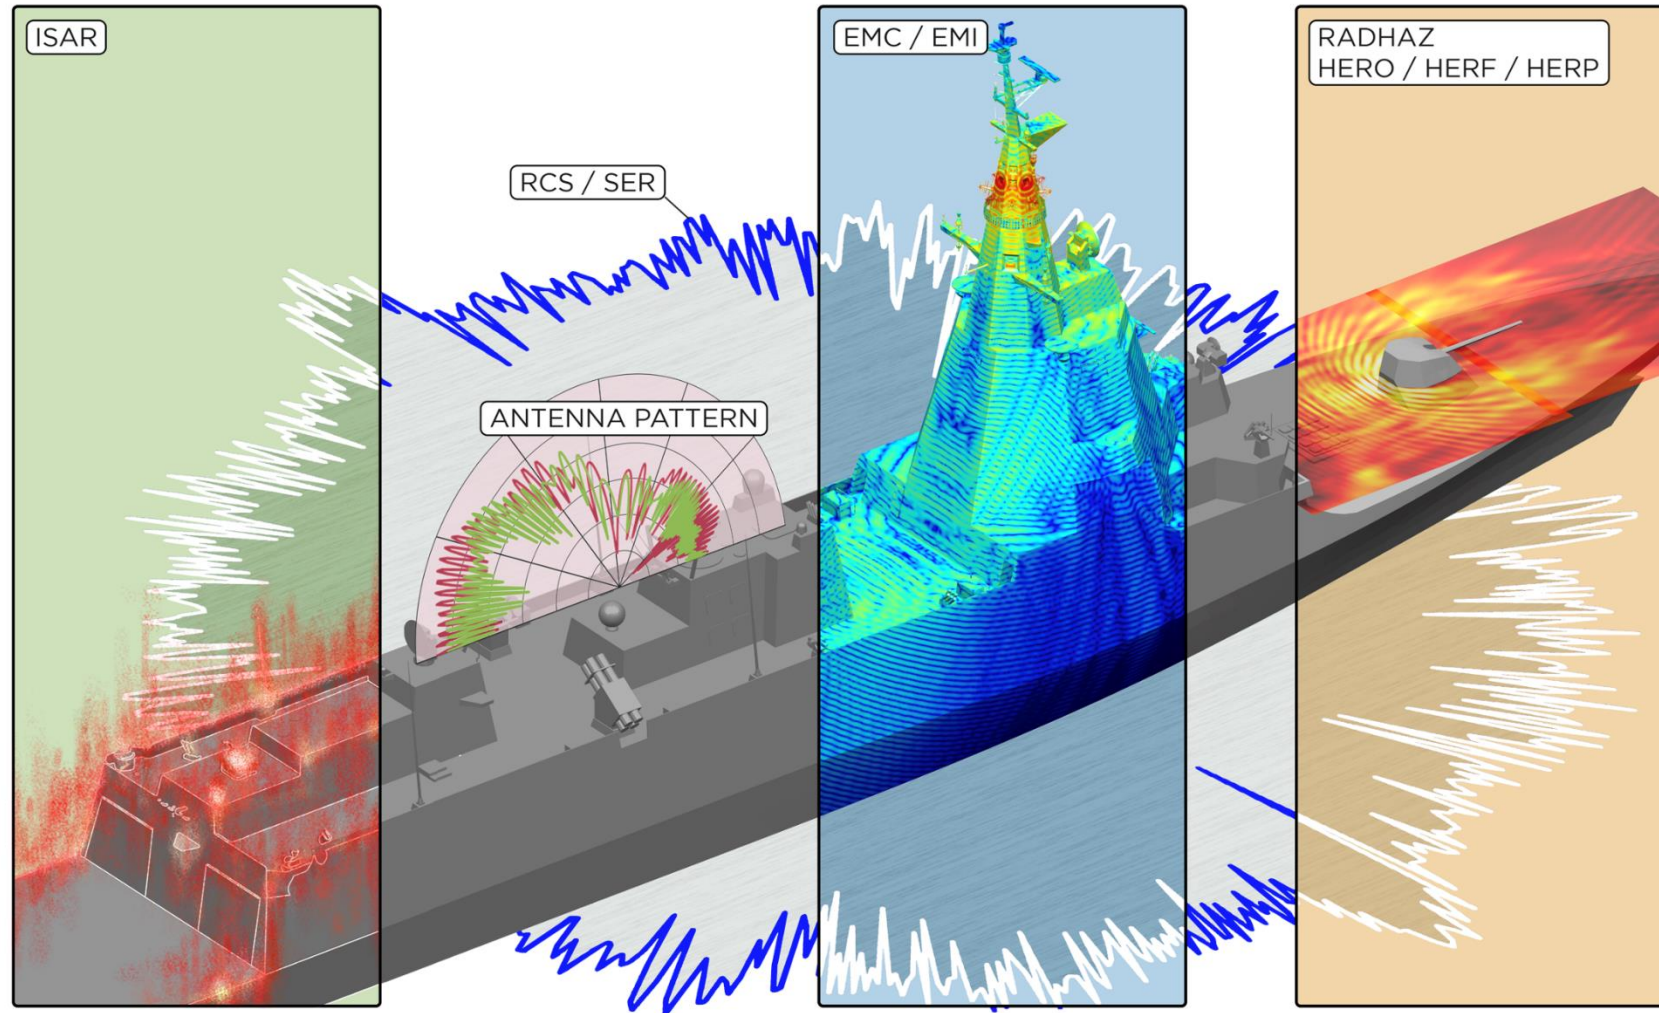 ISAR
RCS / SER
ANTENNA PATTERN
EMC / EMI
RADHAZ
HERO / HERF / HERP